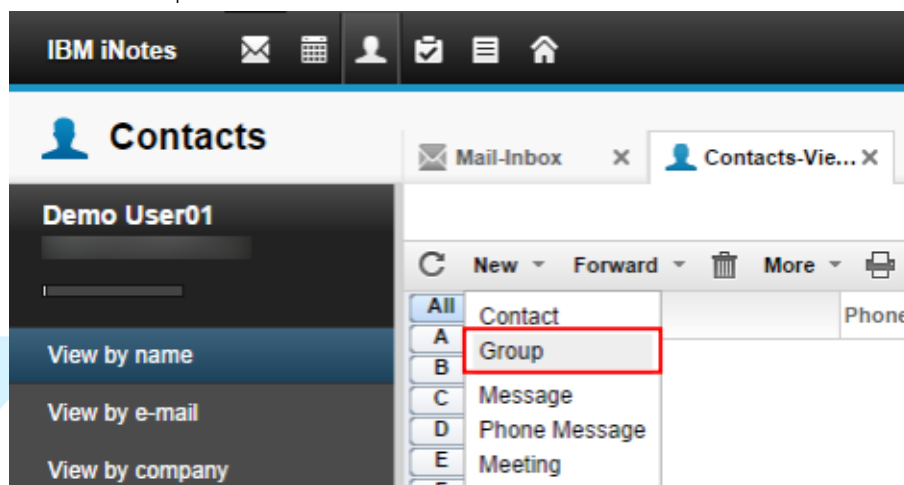 IBM iNotes
Contacts
Mail-Inbox
Contacts-Vie...
Demo User01
New
Forward
More
All
Contact
Phone
A
Group
View by name
B
C
Message
View by e-mail
D
Phone Message
E
Meeting
View by company